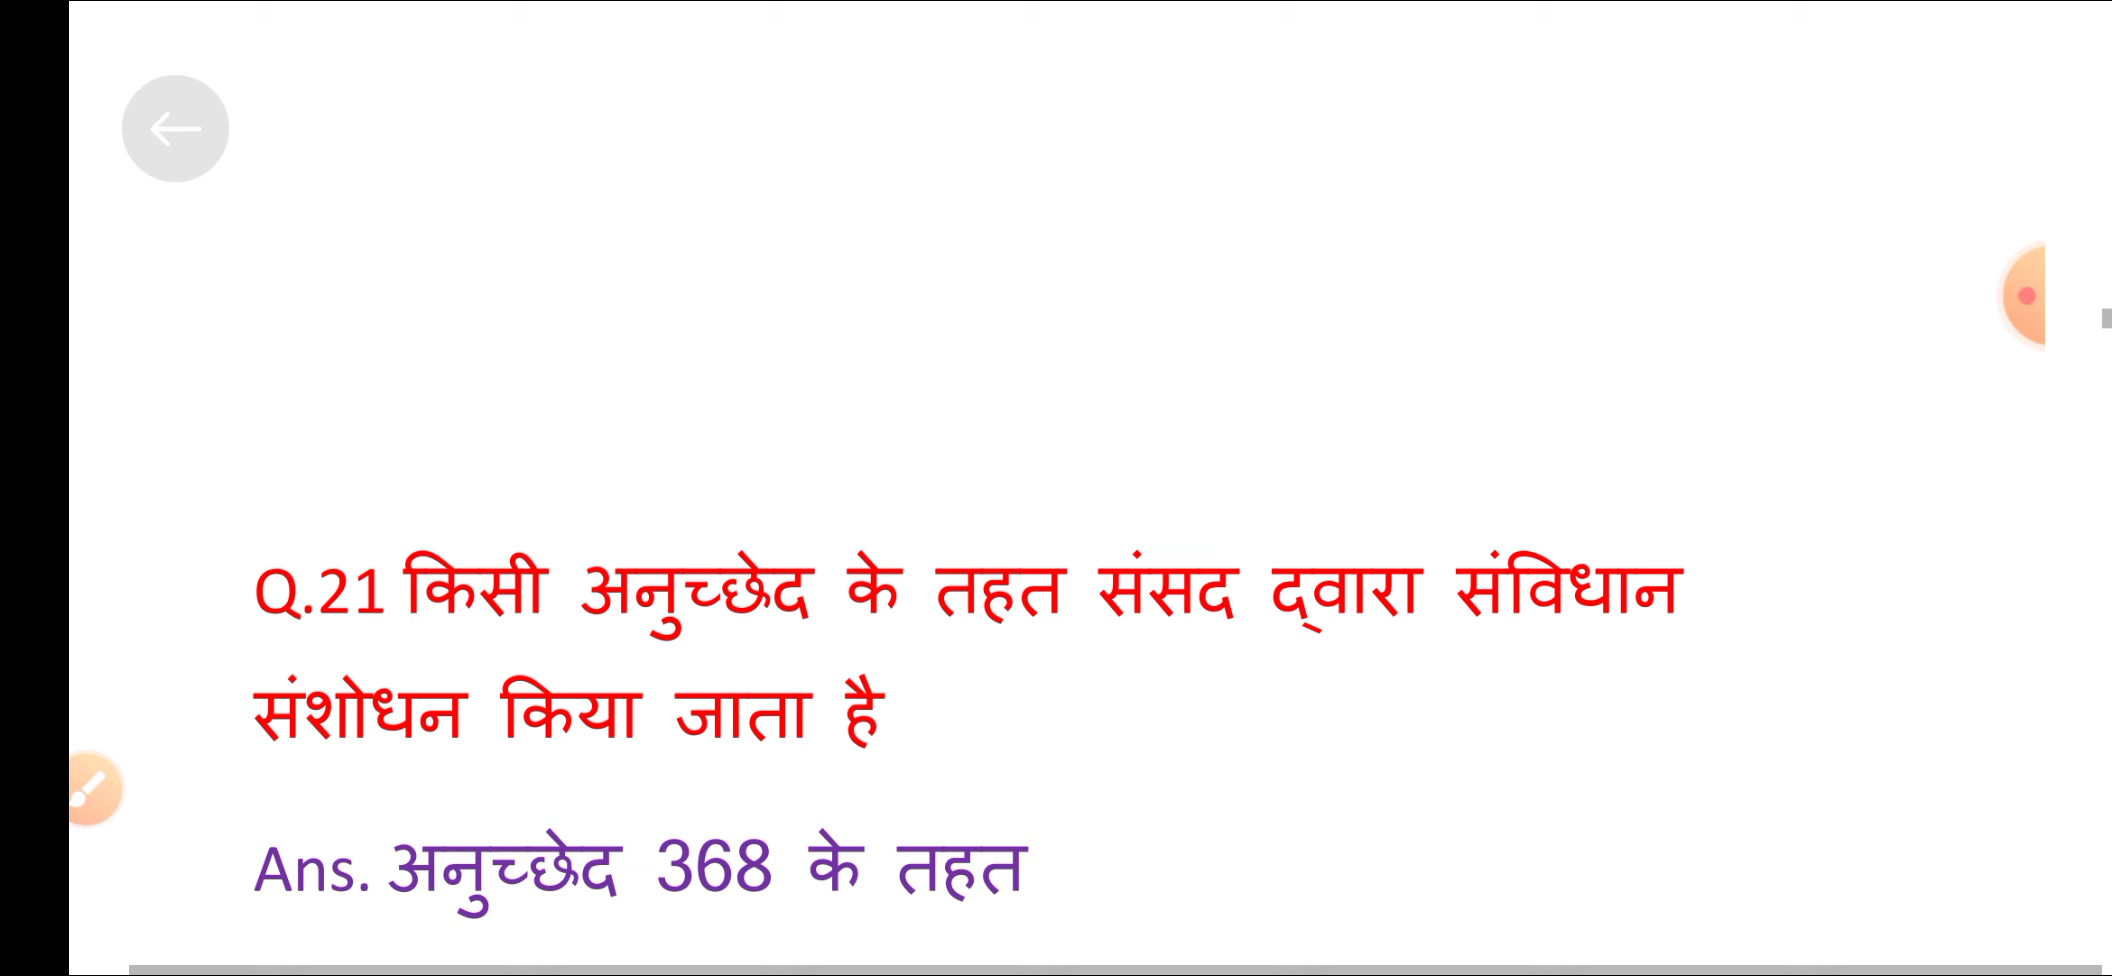 Q.21 किसी अनुच्छेद के तहत संसद द्वारा संविधान
संशोधन किया जाता है
Ans. अनुच्छेद 368 के तहत